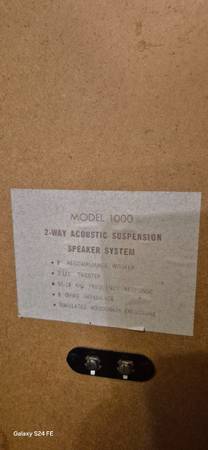 MODEL 1000
2-WAY ACOUSTIC SUSPENSION
SPEAKER SYSTEM
• 8" WOOFER
• TWEETER
• FREQUENCY RESPONSE
• 8 OHMS IMPEDANCE
• SIMULATED WOODGRAIN ENCLOSURE
Galaxy S24 FE